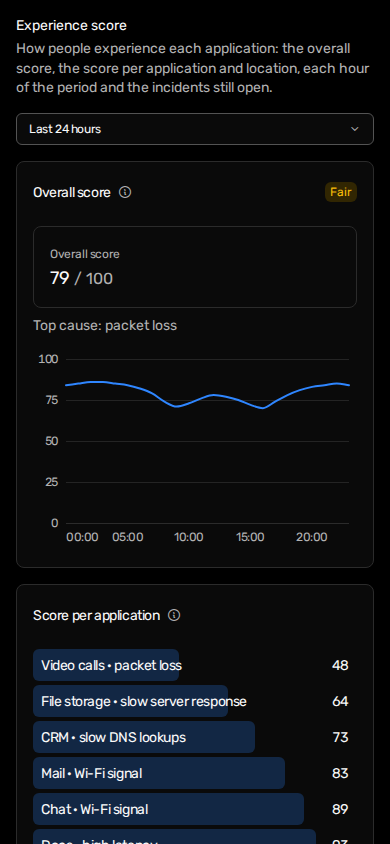 Experience score
How people experience each application: the overall
score, the score per application and location, each hour
of the period and the incidents still open.
Last 24 hours
Overall score
Fair
Overall score
79 / 100
Top cause: packet loss
100
75
50
25
0
00:00 05:00 10:00 15:00 20:00
Score per application
Video calls • packet loss 48
File storage • slow server response 64
CRM • slow DNS lookups 73
Mail • Wi-Fi signal 83
Chat • Wi-Fi signal 89